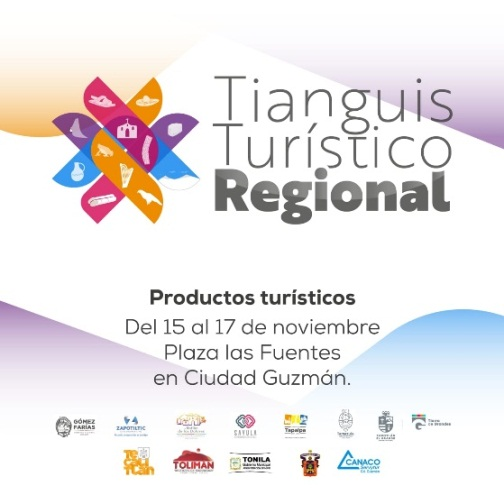 Tianguis
Turístico
Regional
Productos turísticos
Del 15 al 17 de noviembre
Plaza las Fuentes
en Ciudad Guzmán.
GÓMEZ
FARÍAS
ZAPOTILTIC
SAYULA
Tapalpa
TOLIMÁN
TONILA
CANACO